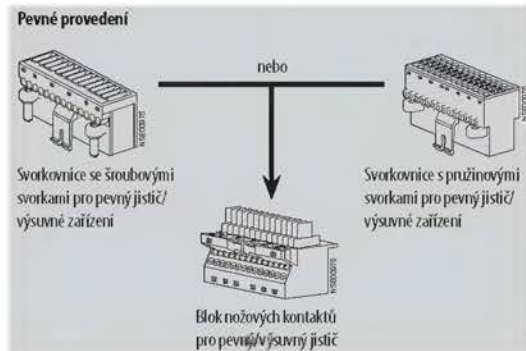 Pevné provedení
nebo
Svorkovnice se šroubovými
svorkami pro pevný jistič/
výsuvné zařízení
Svorkovnice s pružinovými
svorkami pro pevný jistič/
výsuvné zařízení
Blok nožových kontaktů
pro pevný/výsuvný jistič